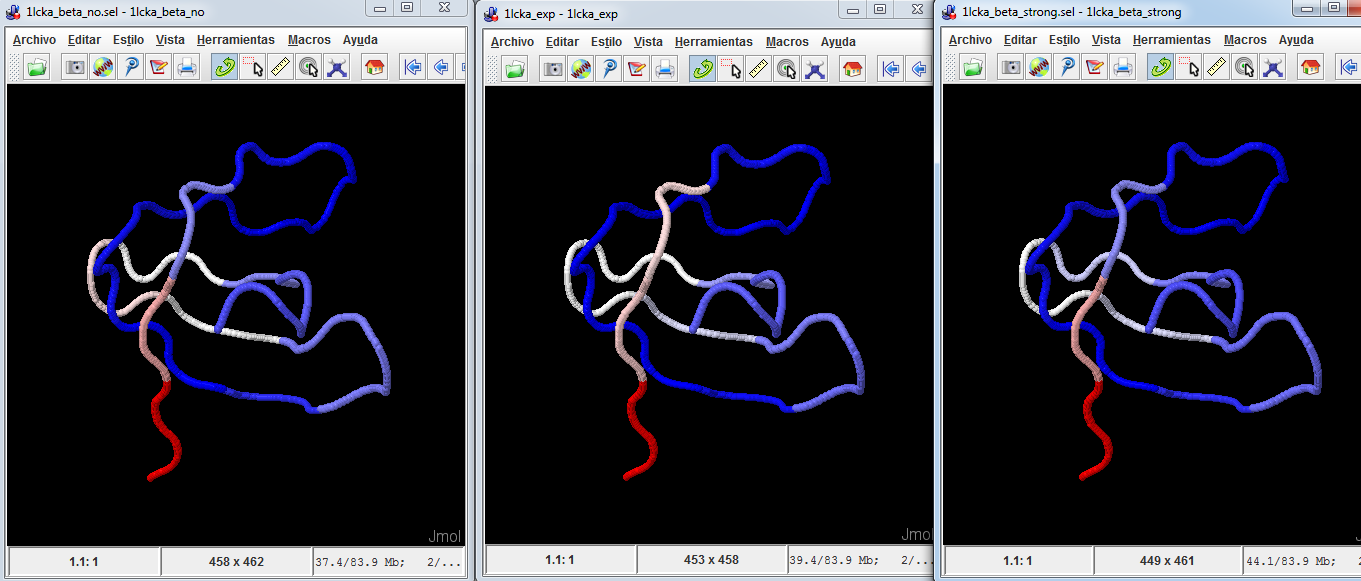 1lcka_beta_no.sel - 1lcka_beta_no
Archivo Editar Estilo Vista Herramientas Macros Ayuda
Jmol
1.1: 1 458 x 462 37.4/83.9 Mb; 2/...
1lcka_exp - 1lcka_exp
Archivo Editar Estilo Vista Herramientas Macros Ayuda
Jmol
1.1: 1 453 x 458 39.4/83.9 Mb; 2/...
1lcka_beta_strong.sel - 1lcka_beta_strong
Archivo Editar Estilo Vista Herramientas Macros Ayuda
1.1: 1 449 x 461 44.1/83.9 Mb; 2